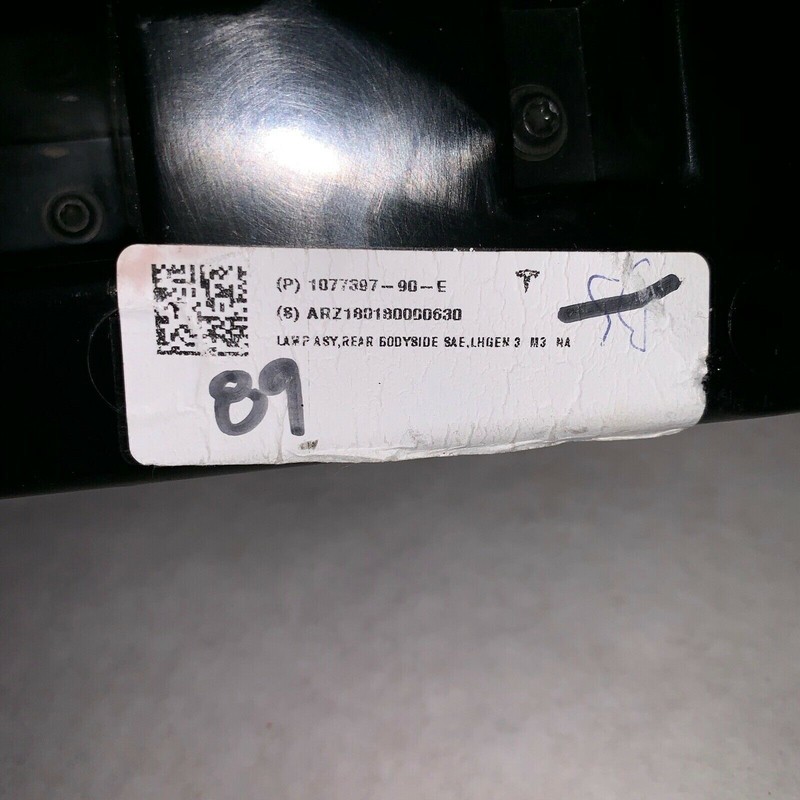 (P) 1077397-90-E
(S) ARZ180180000630
LAMP ASY,REAR BODYSIDE SAE,LHGEN 3 M3 NA
89